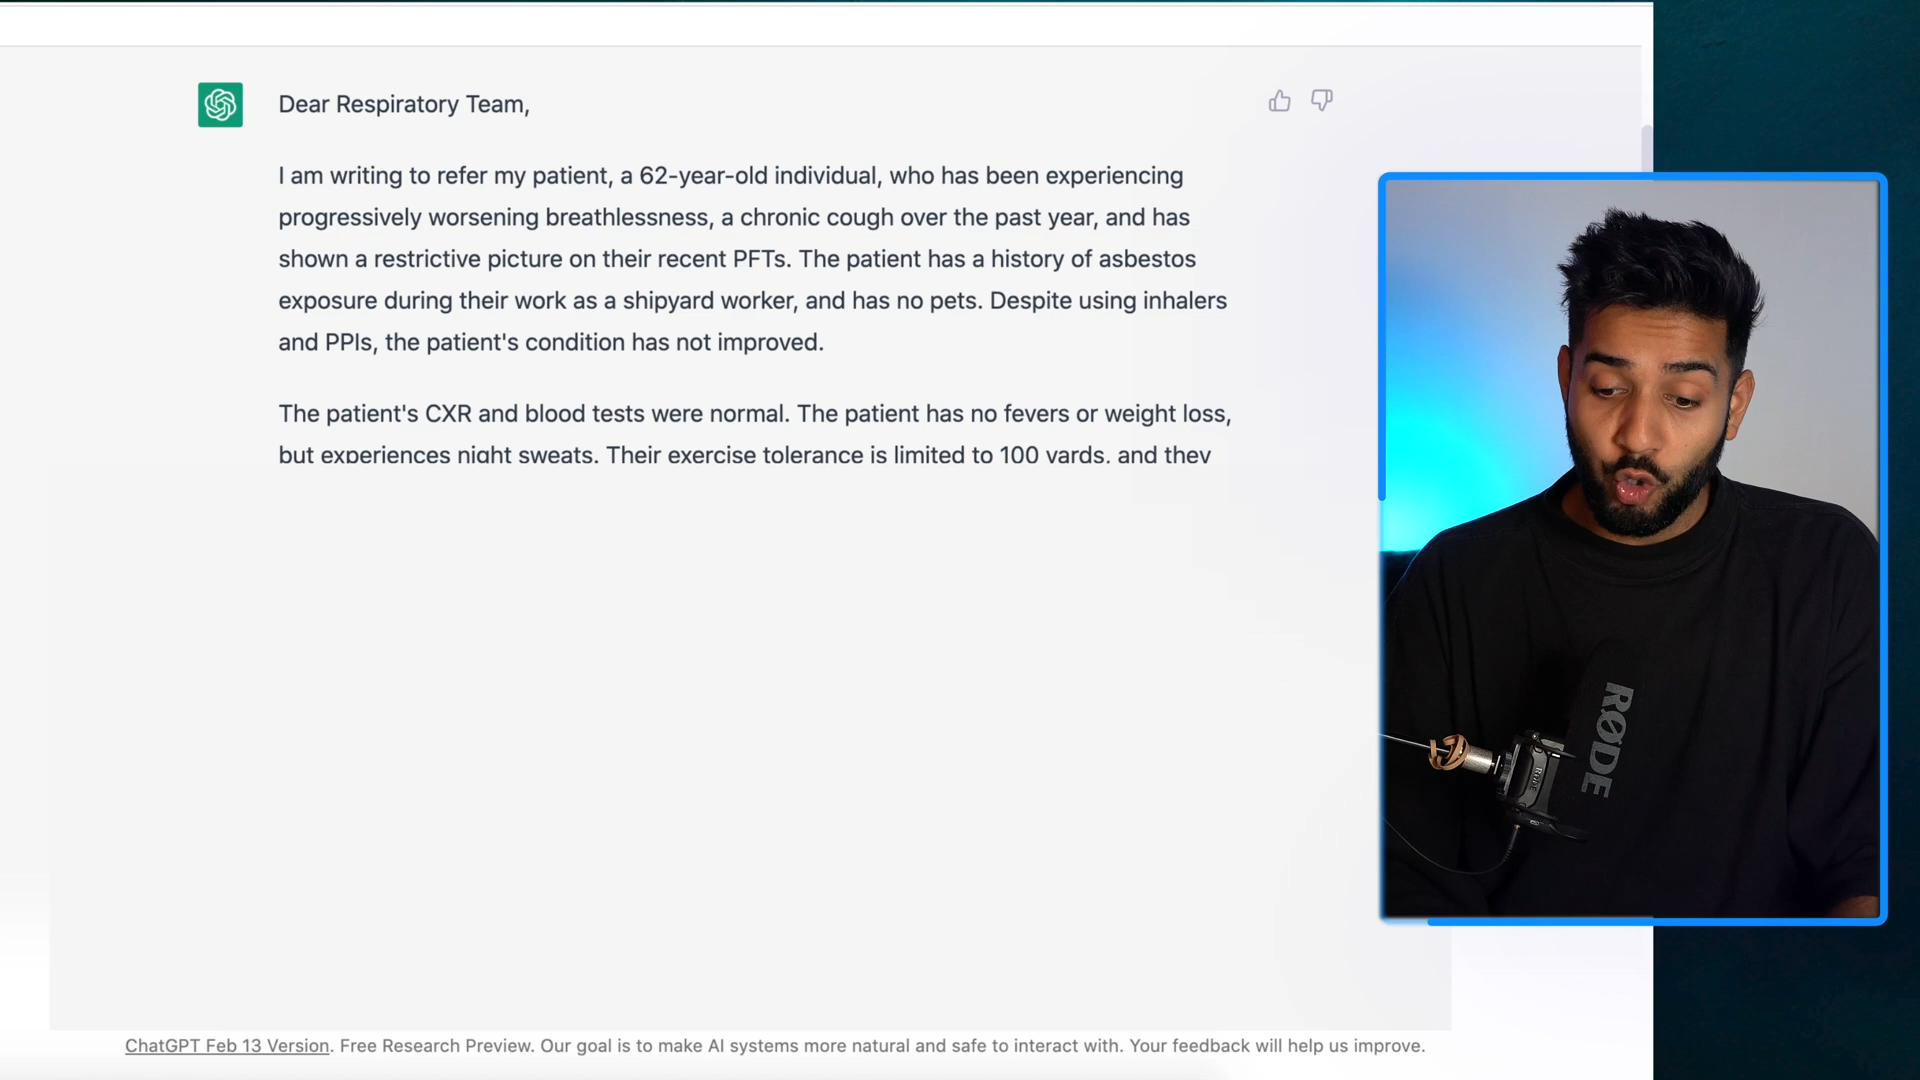 Dear Respiratory Team,
I am writing to refer my patient, a 62-year-old individual, who has been experiencing
progressively worsening breathlessness, a chronic cough over the past year, and has
shown a restrictive picture on their recent PFTs. The patient has a history of asbestos
exposure during their work as a shipyard worker, and has no pets. Despite using inhalers
and PPIs, the patient's condition has not improved.
The patient's CXR and blood tests were normal. The patient has no fevers or weight loss,
but experiences night sweats. Their exercise tolerance is limited to 100 yards, and they
RØDE
RØDE
ChatGPT Feb 13 Version. Free Research Preview. Our goal is to make AI systems more natural and safe to interact with. Your feedback will help us improve.